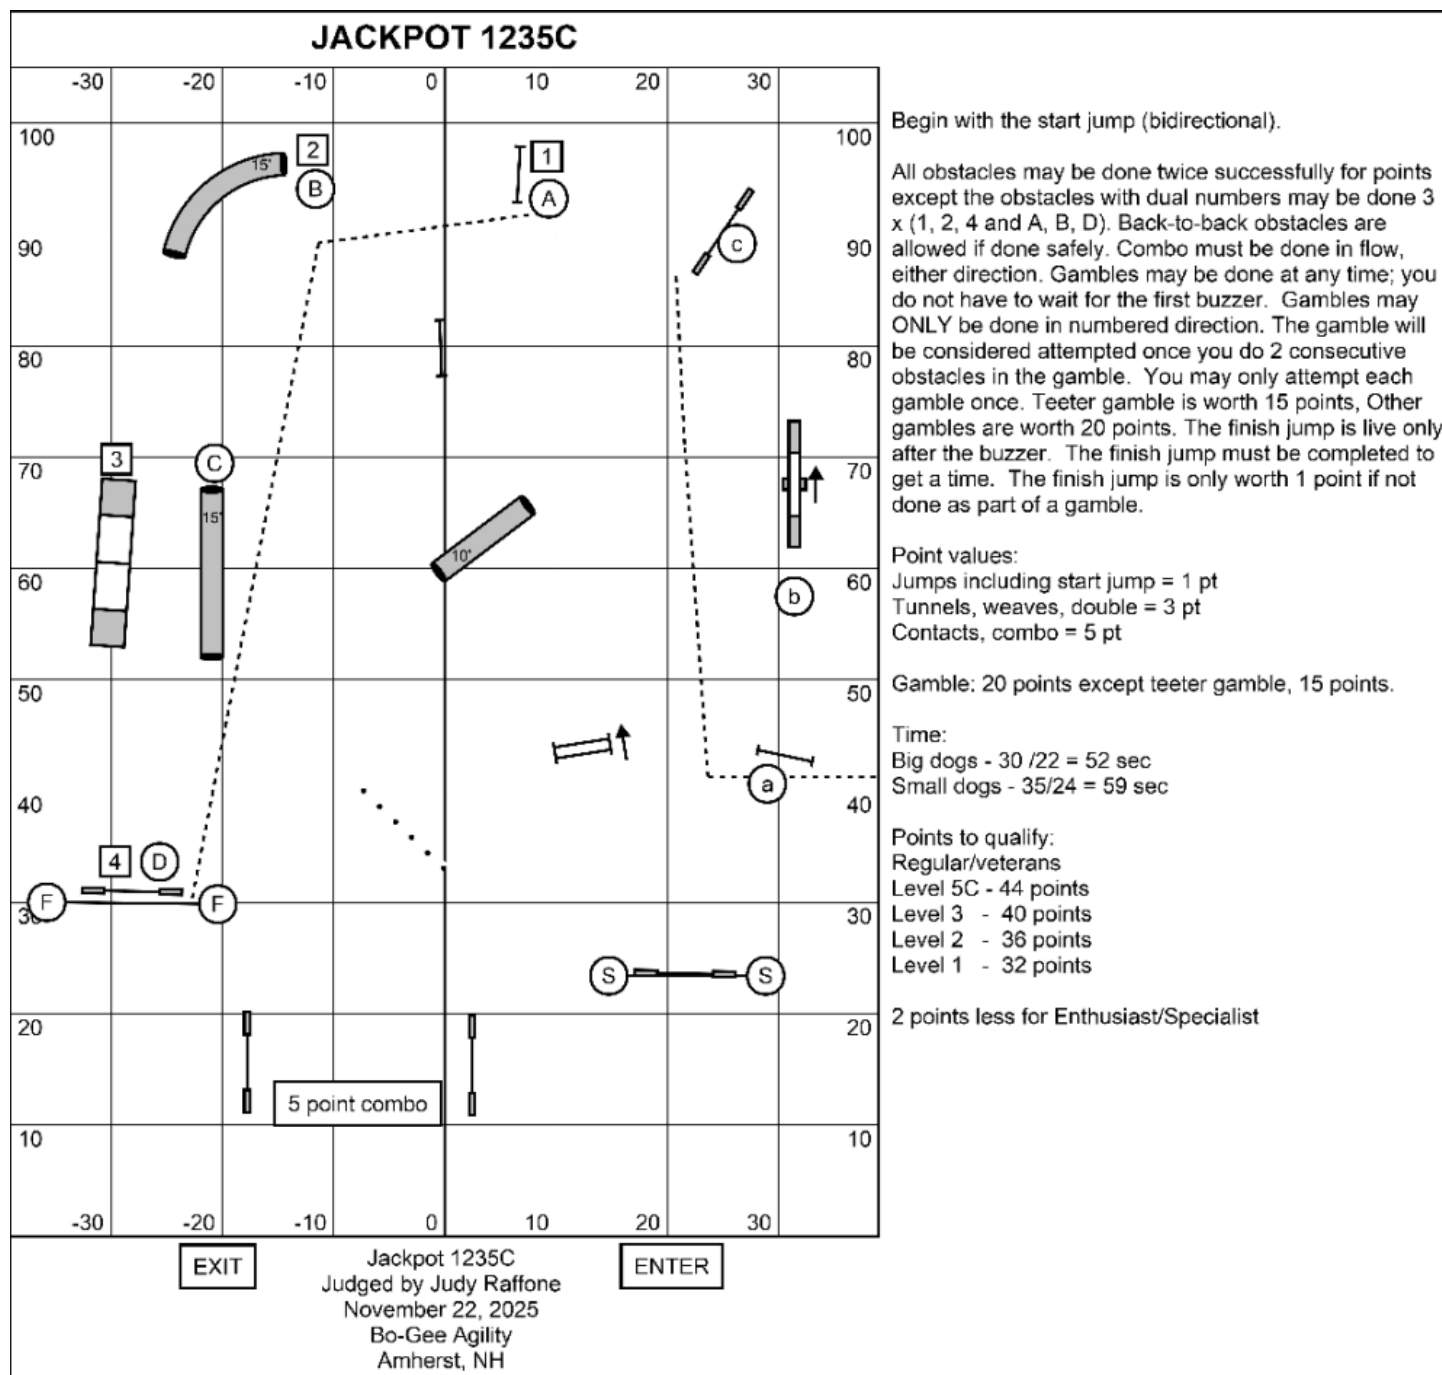 JACKPOT 1235C
-30 -20 -10 0 10 20 30
100 100
15' 2 1
B A
C
90 90
80 80
3 C
70 70
15'
10'
60 60
b
50 50
a
40 40
4 D
F F
30 30
S S
20 20
5 point combo
10 10
-30 -20 -10 0 10 20 30
EXIT
ENTER
Jackpot 1235C
Judged by Judy Raffone
November 22, 2025
Bo-Gee Agility
Amherst, NH
Begin with the start jump (bidirectional).
All obstacles may be done twice successfully for points
except the obstacles with dual numbers may be done 3
x (1, 2, 4 and A, B, D). Back-to-back obstacles are
allowed if done safely. Combo must be done in flow,
either direction. Gambles may be done at any time; you
do not have to wait for the first buzzer. Gambles may
ONLY be done in numbered direction. The gamble will
be considered attempted once you do 2 consecutive
obstacles in the gamble. You may only attempt each
gamble once. Teeter gamble is worth 15 points, Other
gambles are worth 20 points. The finish jump is live only
after the buzzer. The finish jump must be completed to
get a time. The finish jump is only worth 1 point if not
done as part of a gamble.
Point values:
Jumps including start jump = 1 pt
Tunnels, weaves, double = 3 pt
Contacts, combo = 5 pt
Gamble: 20 points except teeter gamble, 15 points.
Time:
Big dogs - 30 /22 = 52 sec
Small dogs - 35/24 = 59 sec
Points to qualify:
Regular/veterans
Level 5C - 44 points
Level 3 - 40 points
Level 2 - 36 points
Level 1 - 32 points
2 points less for Enthusiast/Specialist